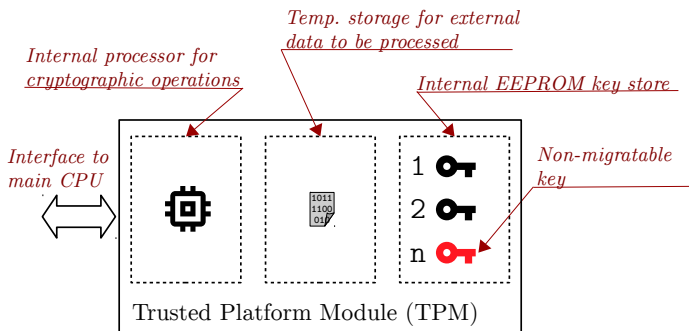 Temp. storage for external
data to be processed
Internal processor for
cryptographic operations
Internal EEPROM key store
Interface to
main CPU
Non-migratable
key
1
2
n
1011
1100
010
Trusted Platform Module (TPM)